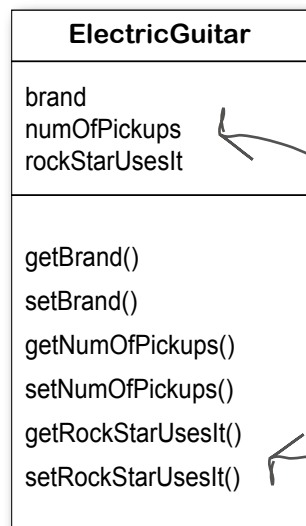 ElectricGuitar
brand
numOfPickups
rockStarUsesIt
getBrand()
setBrand()
getNumOfPickups()
setNumOfPickups()
getRockStarUsesIt()
setRockStarUsesIt()